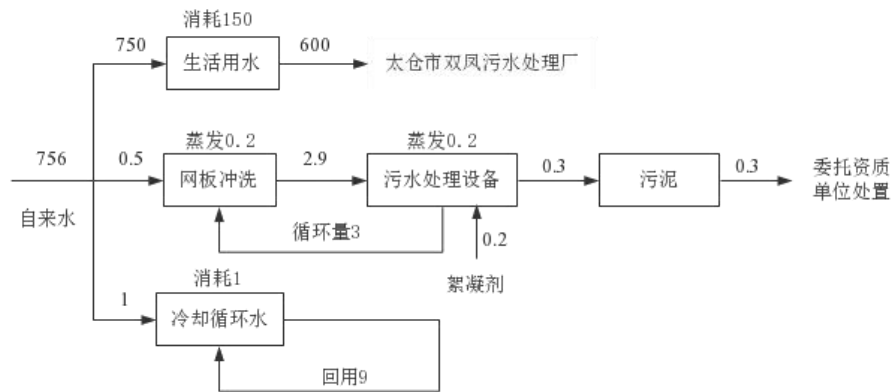 消耗150
750
生活用水
600
太仓市双凤污水处理厂
蒸发0.2
蒸发0.2
756
0.5
网板冲洗
2.9
污水处理设备
0.3
污泥
0.3
委托资质
单位处置
自来水
循环量3
0.2
絮凝剂
消耗1
1
冷却循环水
回用9